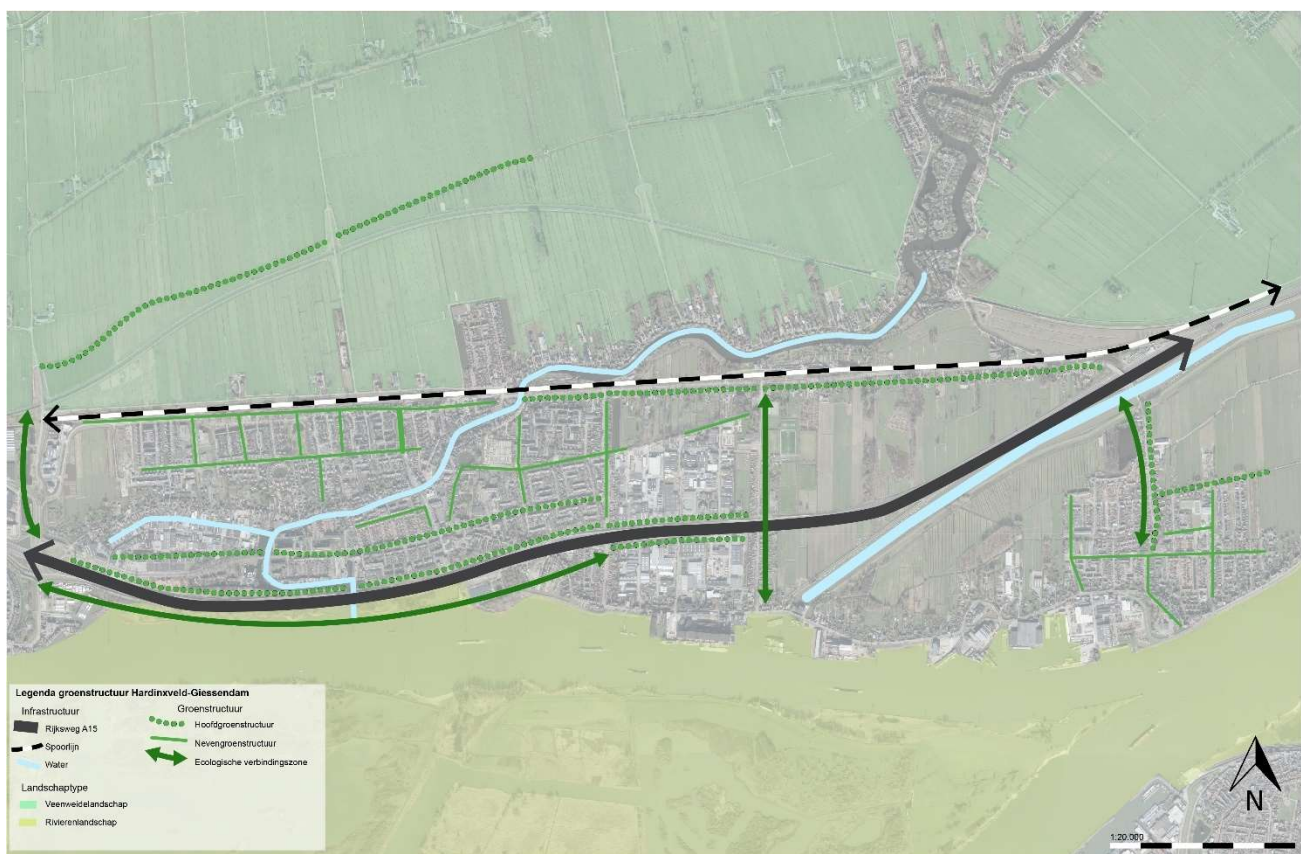 Legenda groenstructuur Hardinxveld-Giessendam
Infrastructuur
Rijksweg A15
Spoorlijn
Water
Landschaptype
Veenweidelandschap
Rivierenlandschap
Groenstructuur
Hoofdgroenstructuur
Nevengroenstructuur
Ecologische verbindingszone
N
1:20.000